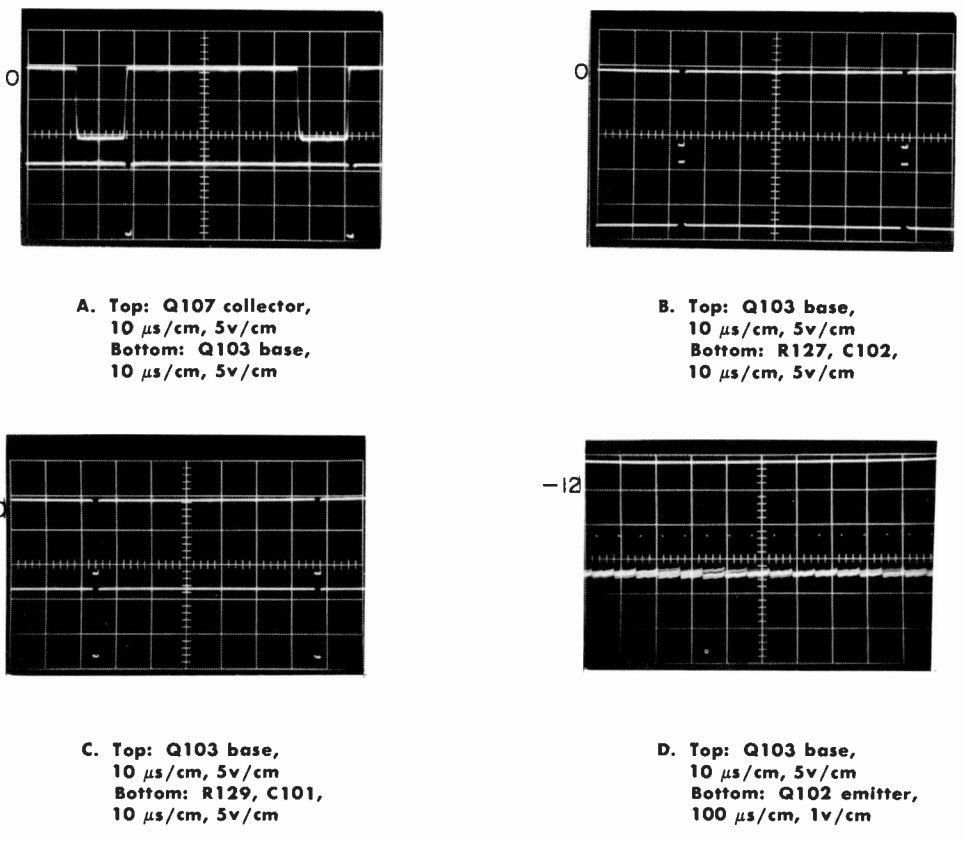 0
0
A. Top: Q107 collector,
10 μs/cm, 5v/cm
Bottom: Q103 base,
10 μs/cm, 5v/cm
B. Top: Q103 base,
10 μs/cm, 5v/cm
Bottom: R127, C102,
10 μs/cm, 5v/cm
-12
C. Top: Q103 base,
10 μs/cm, 5v/cm
Bottom: R129, C101,
10 μs/cm, 5v/cm
D. Top: Q103 base,
10 μs/cm, 5v/cm
Bottom: Q102 emitter,
100 μs/cm, 1v/cm